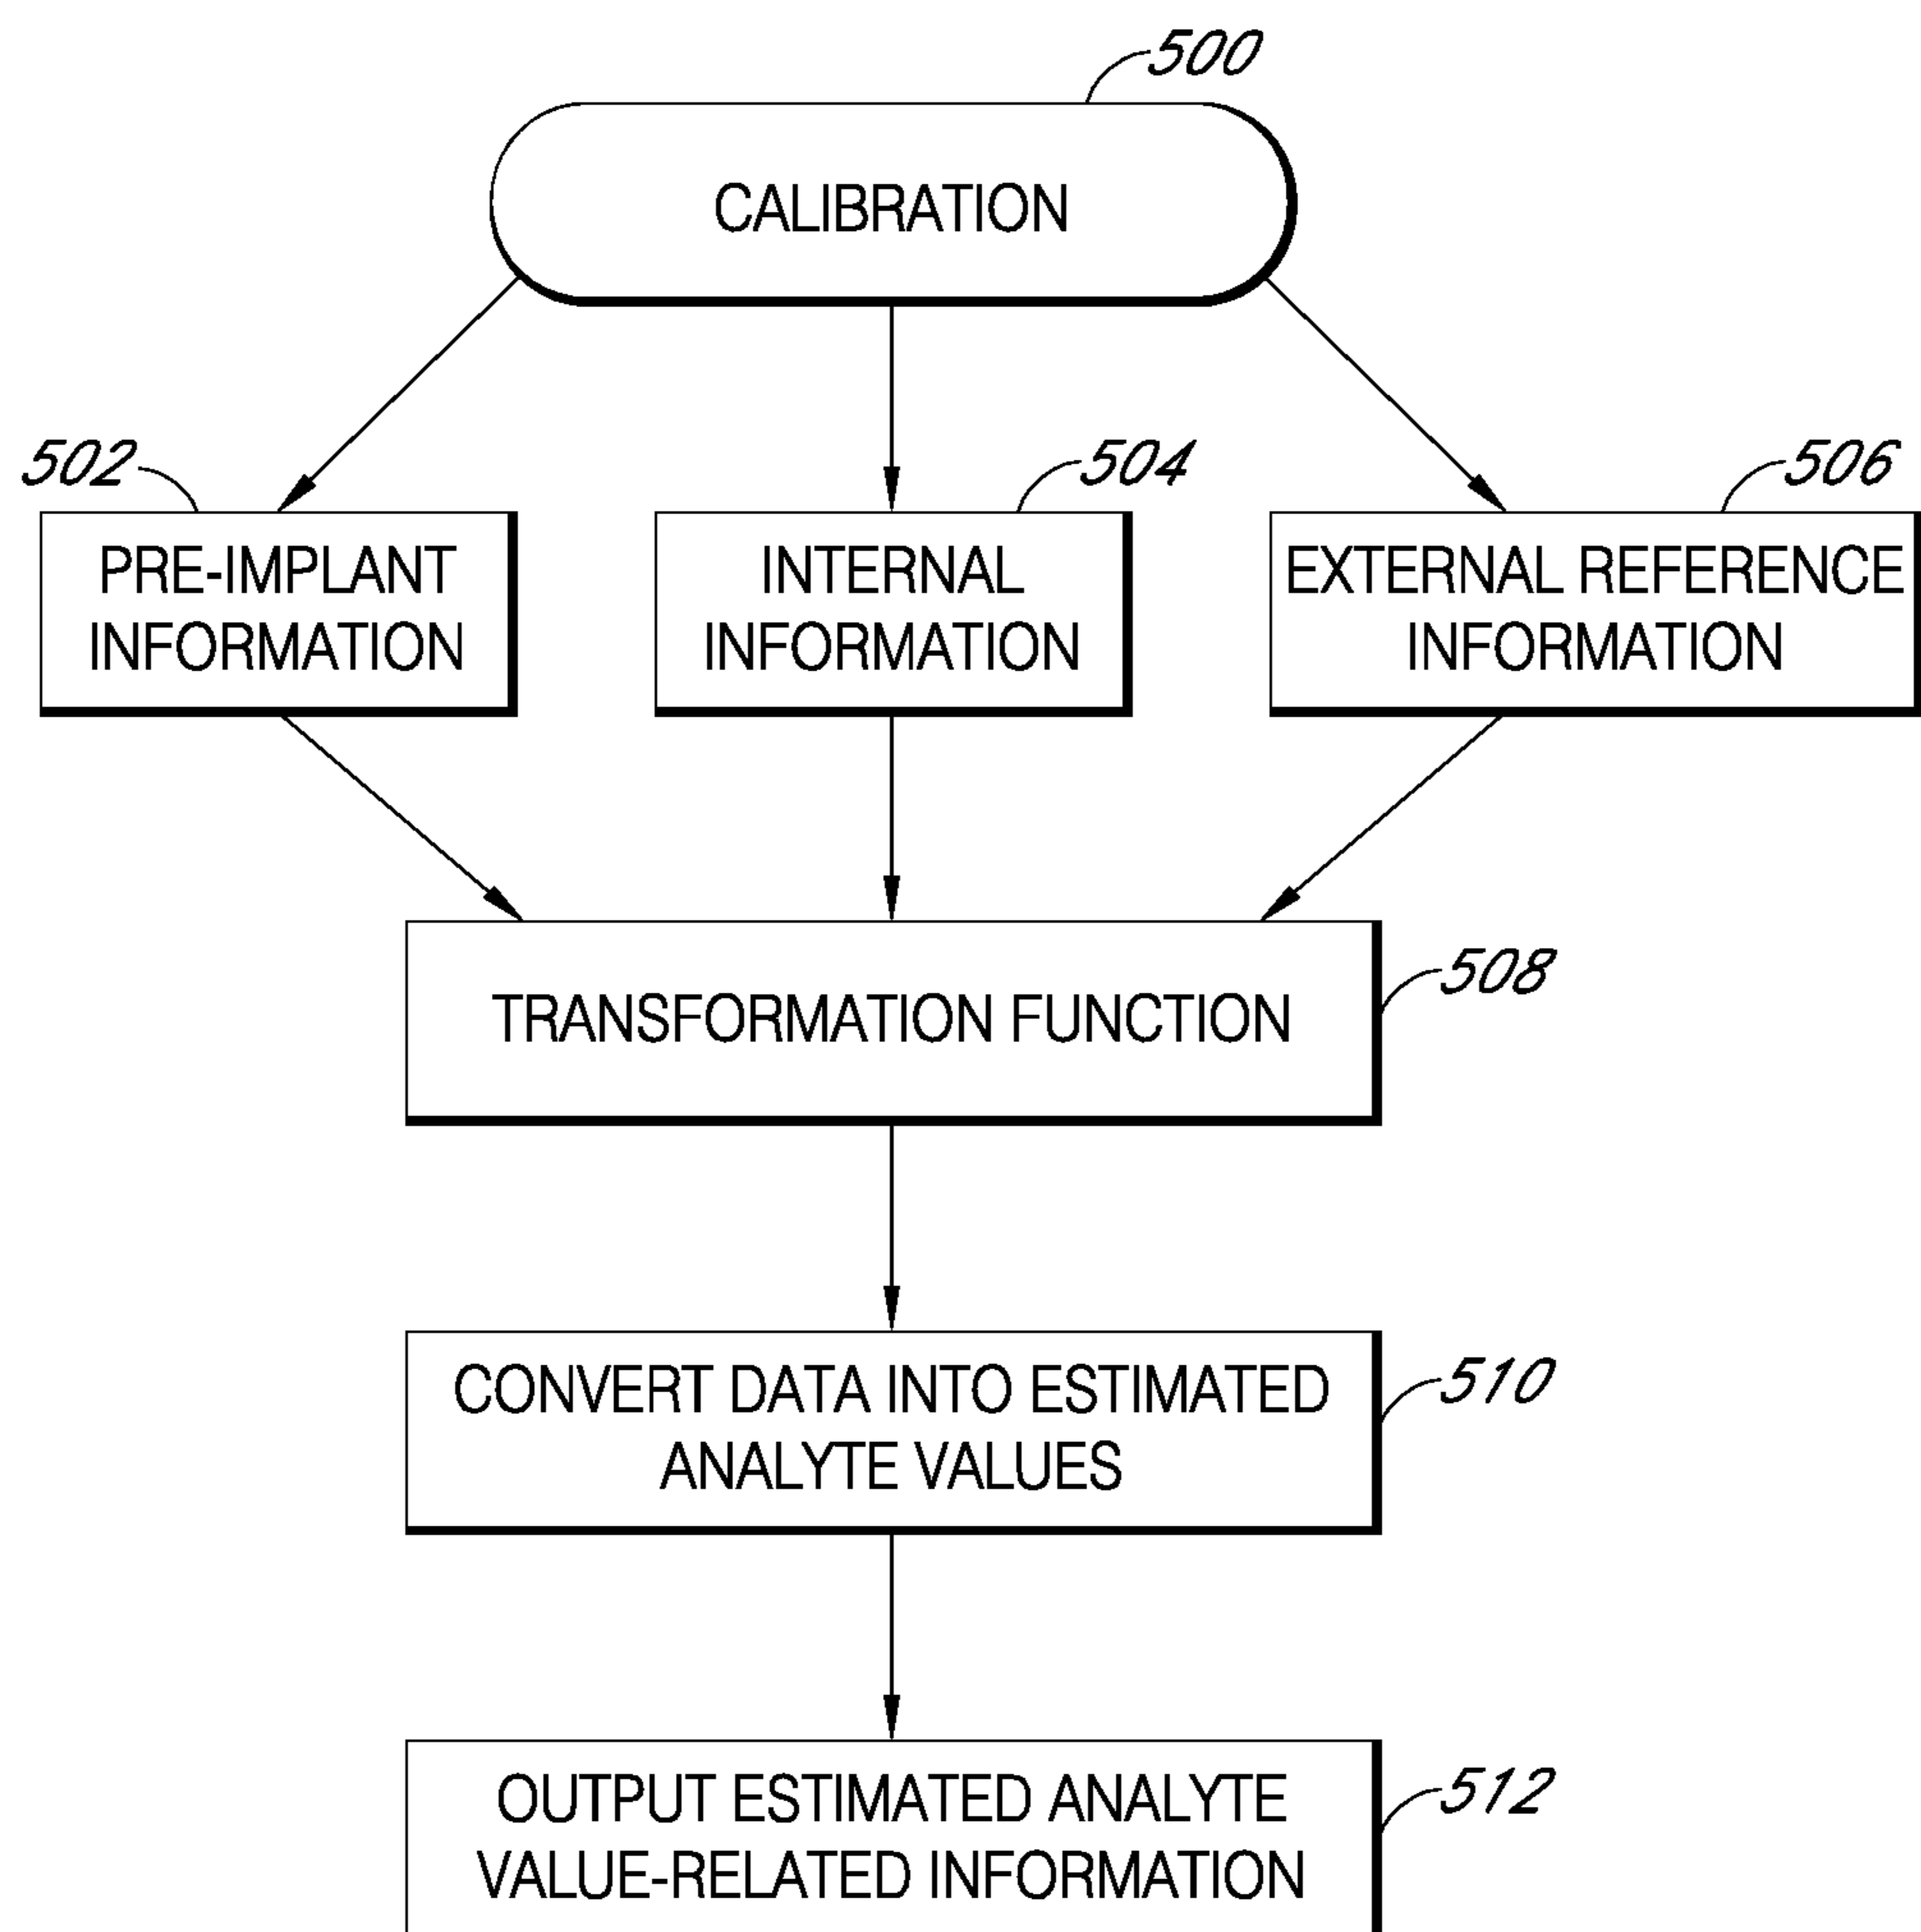 500
CALIBRATION
502
504
506
PRE-IMPLANT
INFORMATION
INTERNAL
INFORMATION
EXTERNAL REFERENCE
INFORMATION
508
TRANSFORMATION FUNCTION
510
CONVERT DATA INTO ESTIMATED
ANALYTE VALUES
512
OUTPUT ESTIMATED ANALYTE
VALUE-RELATED INFORMATION